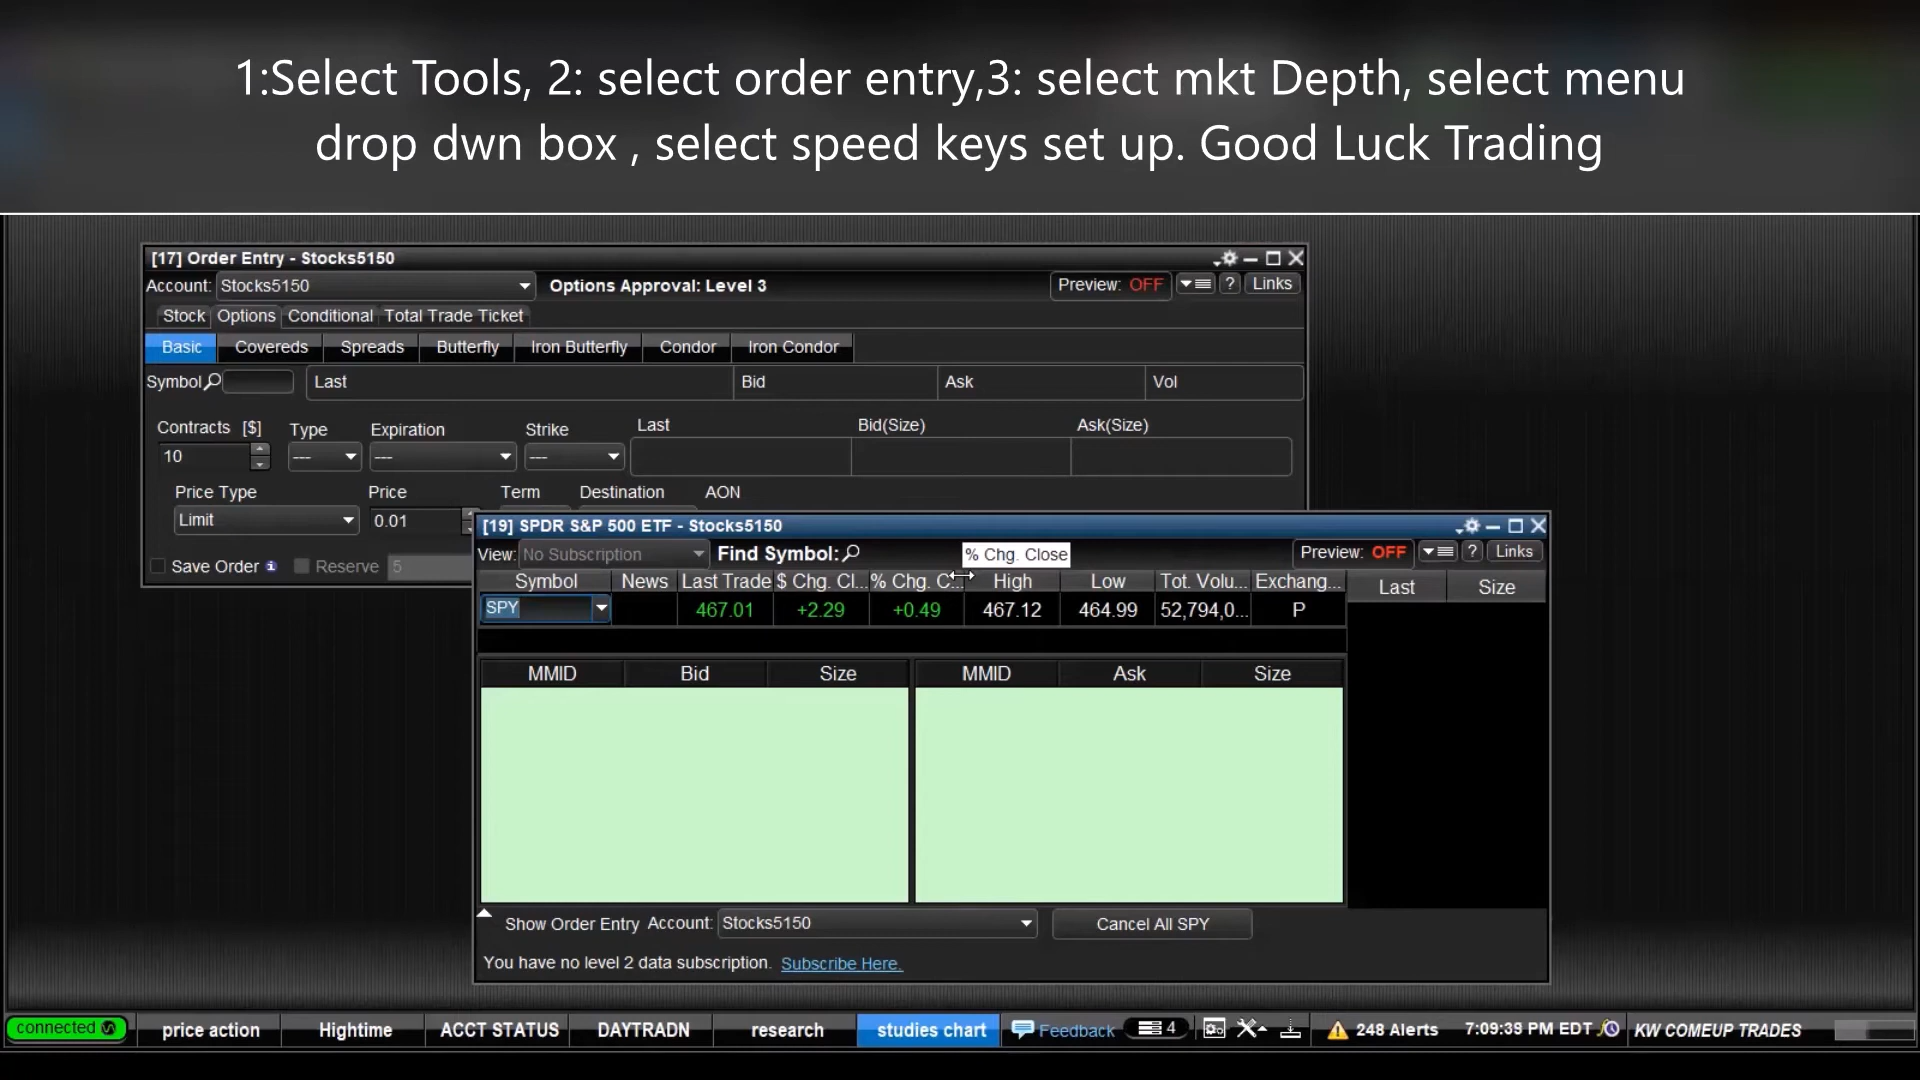 1:Select Tools, 2: select order entry,3: select mkt Depth, select menu
drop dwn box , select speed keys set up. Good Luck Trading
[17] Order Entry - Stocks5150
Account: Stocks5150 Options Approval: Level 3 Preview: OFF ? Links
Stock Options Conditional Total Trade Ticket
Basic Covereds Spreads Butterfly Iron Butterfly Condor Iron Condor
Symbol Last Bid Ask Vol
Contracts [$] Type Expiration Strike Last Bid(Size) Ask(Size)
10 --- --- ---
Price Type Price Term Destination AON
Limit 0.01
Save Order Reserve 5
[19] SPDR S&P 500 ETF - Stocks5150
View: No Subscription Find Symbol: % Chg. Close Preview: OFF ? Links
Symbol News Last Trade $ Chg. Cl... % Chg. C... High Low Tot. Volu... Exchang... Last Size
SPY 467.01 +2.29 +0.49 467.12 464.99 52,794,0... P
MMID Bid Size MMID Ask Size
Show Order Entry Account: Stocks5150 Cancel All SPY
You have no level 2 data subscription. Subscribe Here.
connected price action Hightime ACCT STATUS DAYTRADN research studies chart Feedback 4 248 Alerts 7:09:39 PM EDT KW COMEUP TRADES